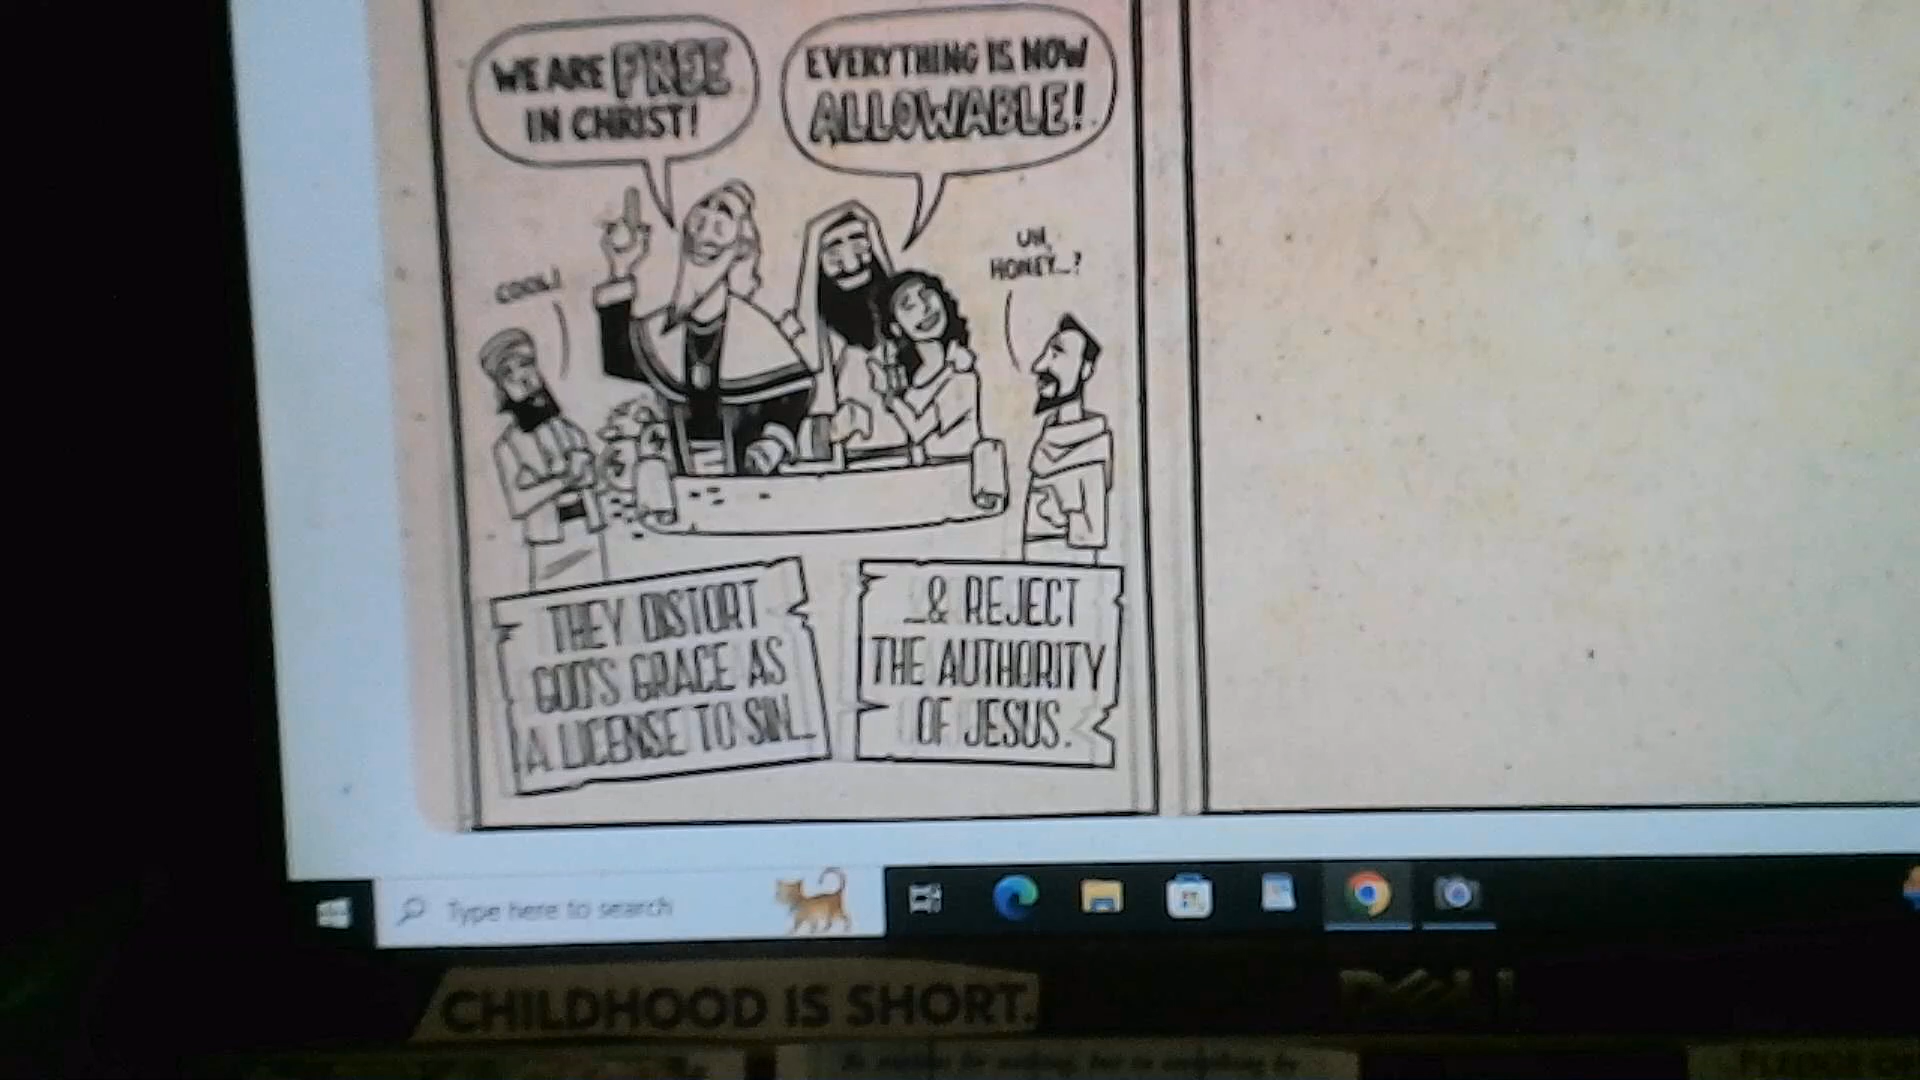 WE ARE FREE
IN CHRIST!
EVERYTHING IS NOW
ALLOWABLE!
COOL!
UH,
HONEY...?
THEY DISTORT
GOD'S GRACE AS
A LICENSE TO SIN...
...& REJECT
THE AUTHORITY
OF JESUS.
Type here to search
CHILDHOOD IS SHORT.
DELL